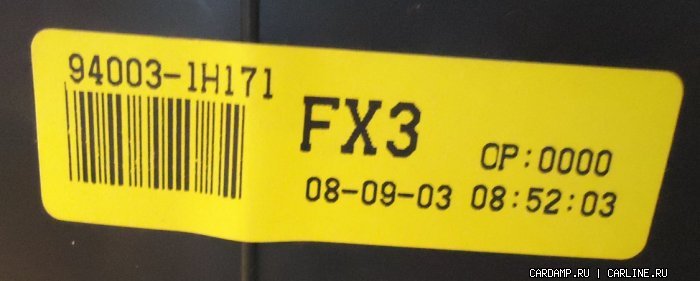 94003-1H171
FX3
OP:0000
08-09-03 08:52:03
CARDAMP.RU | CARLINE.RU